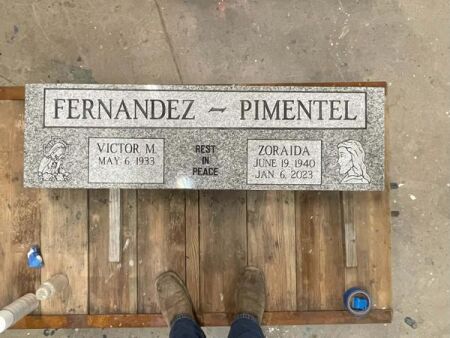 FERNANDEZ ~ PIMENTEL
VICTOR M.
MAY 6, 1933
REST
IN
PEACE
ZORAIDA
JUNE 19, 1940
JAN. 6, 2023